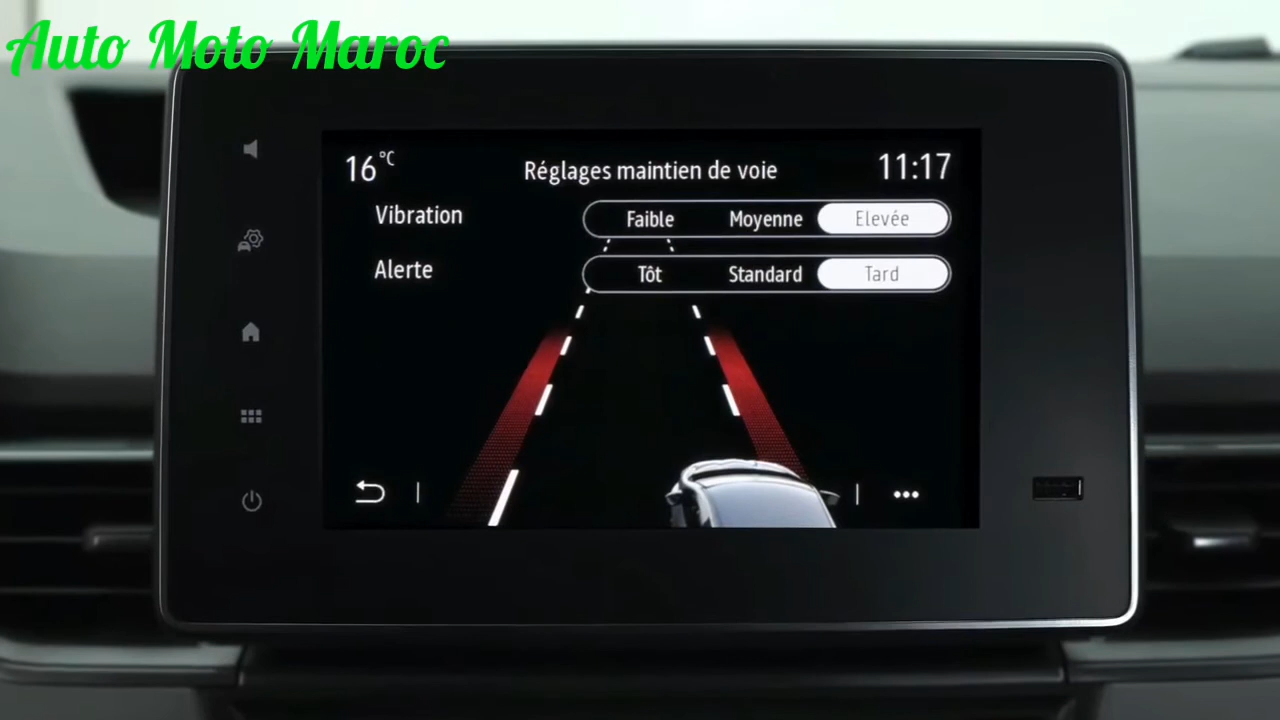 Auto Moto Maroc
16°C
Réglages maintien de voie
11:17
Vibration
Faible
Moyenne
Elevée
Alerte
Tôt
Standard
Tard